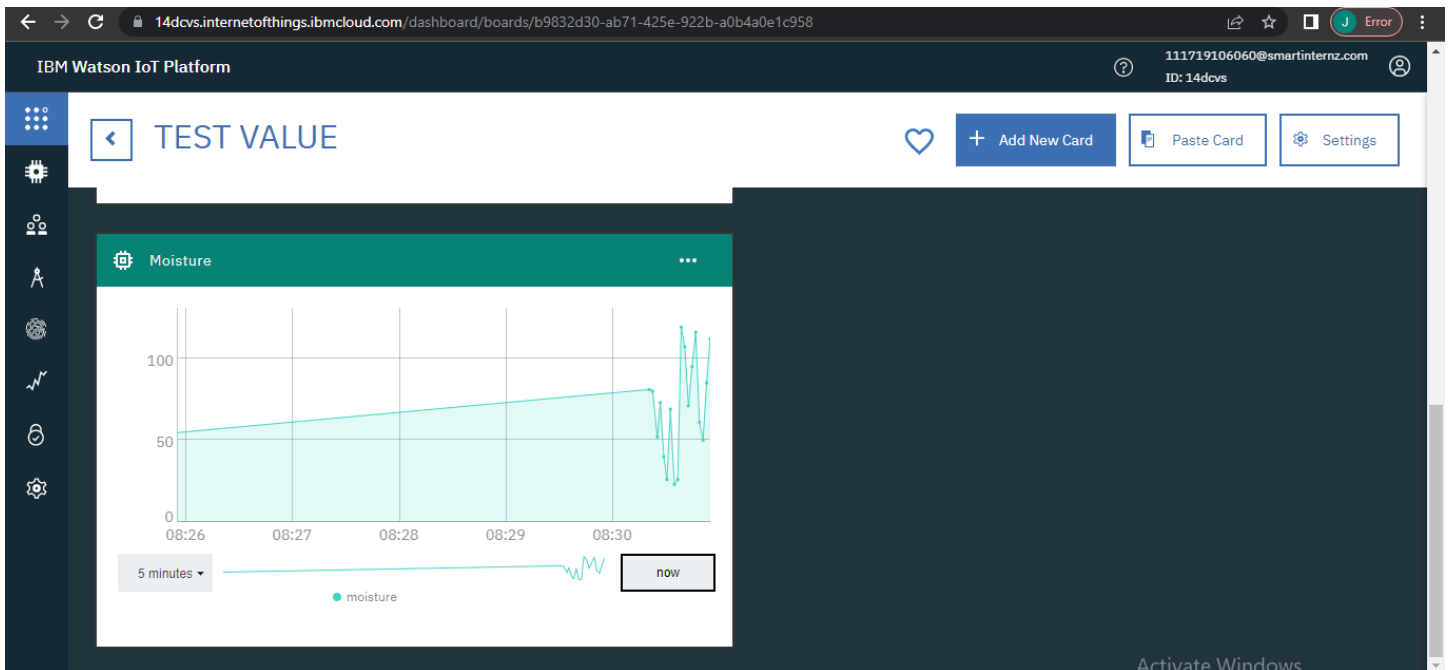 14dcvs.internetofthings.ibmcloud.com/dashboard/boards/b9832d30-ab71-425e-922b-a0b4a0e1c958
J Error
IBM Watson IoT Platform
111719106060@smartinternz.com
ID: 14dcvs
TEST VALUE
Add New Card
Paste Card
Settings
Moisture
100
50
0
08:26 08:27 08:28 08:29 08:30
5 minutes
now
moisture
Activate Windows